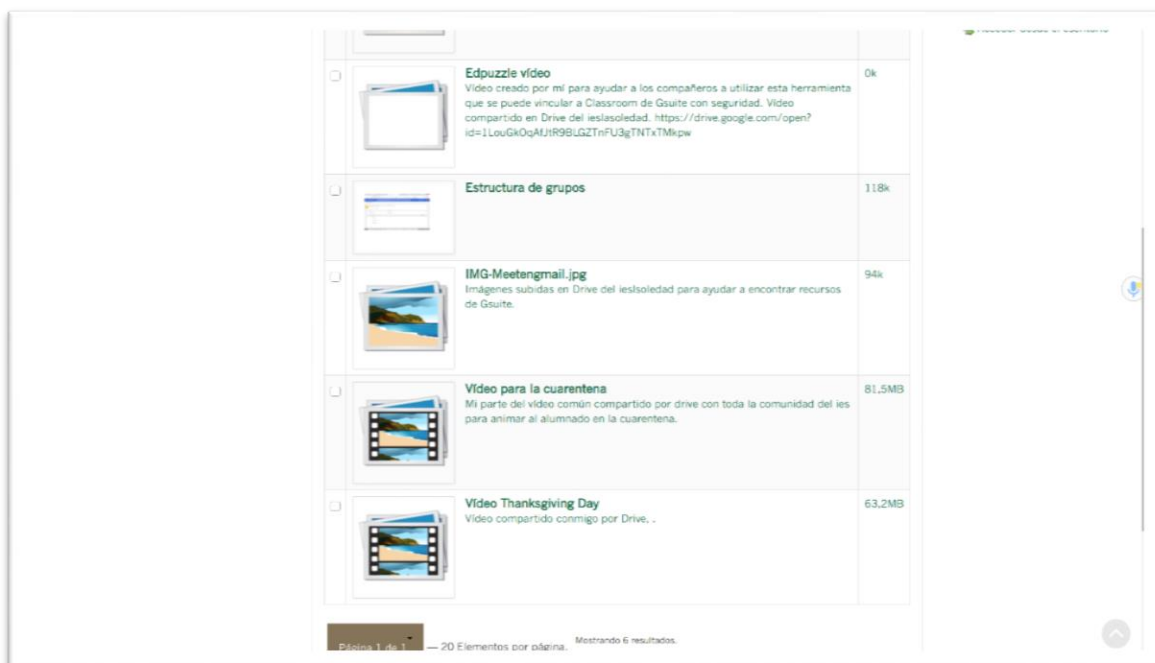 Acceder desde el escritorio
Edpuzzle vídeo
0k
Vídeo creado por mí para ayudar a los compañeros a utilizar esta herramienta
que se puede vincular a Classroom de Gsuite con seguridad. Vídeo
compartido en Drive del ieslasoledad. https://drive.google.com/open?
Estructura de grupos
118k
IMG-Meetengmail.jpg
94k
Imágenes subidas en Drive del ieslsoledad para ayudar a encontrar recursos
de Gsuite.
Vídeo para la cuarentena
81,5MB
Mi parte del vídeo común compartido por drive con toda la comunidad del ies
para animar al alumnado en la cuarentena.
Vídeo Thanksgiving Day
63,2MB
Vídeo compartido conmigo por Drive, .
Página 1 de 1
— 20 Elementos por página.
Mostrando 6 resultados.